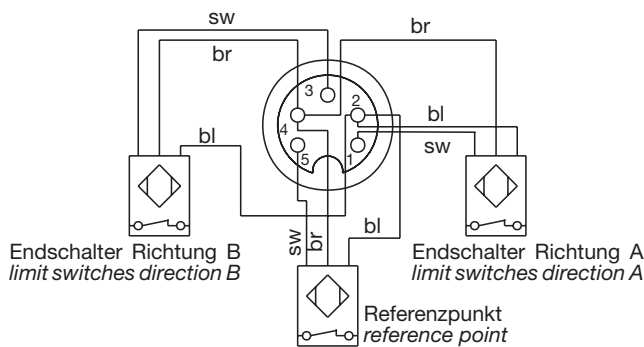 sw
br
br
3
2
4
bl
5
1
sw
bl
sw
br
bl
Endschalter Richtung B
limit switches direction B
Endschalter Richtung A
limit switches direction A
Referenzpunkt
reference point